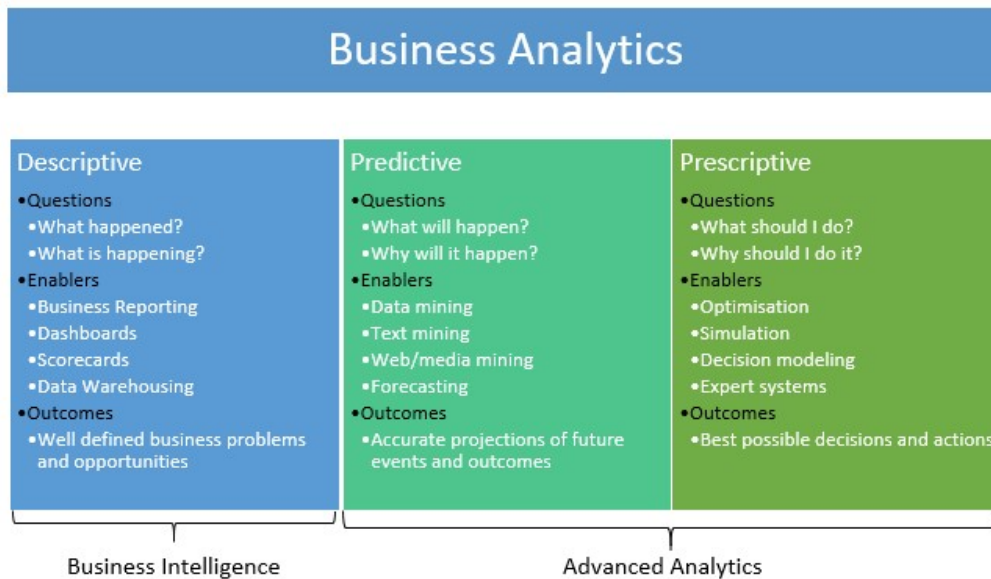 Business Analytics
Descriptive
•Questions
•What happened?
•What is happening?
•Enablers
•Business Reporting
•Dashboards
•Scorecards
•Data Warehousing
•Outcomes
•Well defined business problems
and opportunities
Predictive
•Questions
•What will happen?
•Why will it happen?
•Enablers
•Data mining
•Text mining
•Web/media mining
•Forecasting
•Outcomes
•Accurate projections of future
events and outcomes
Prescriptive
•Questions
•What should I do?
•Why should I do it?
•Enablers
•Optimisation
•Simulation
•Decision modeling
•Expert systems
•Outcomes
•Best possible decisions and actions
Business Intelligence
Advanced Analytics